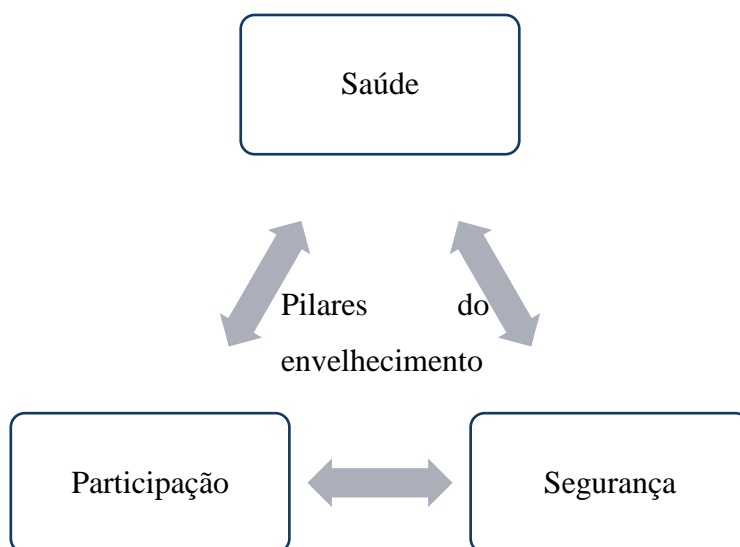 Saúde
Pilares do
envelhecimento
Participação
Segurança